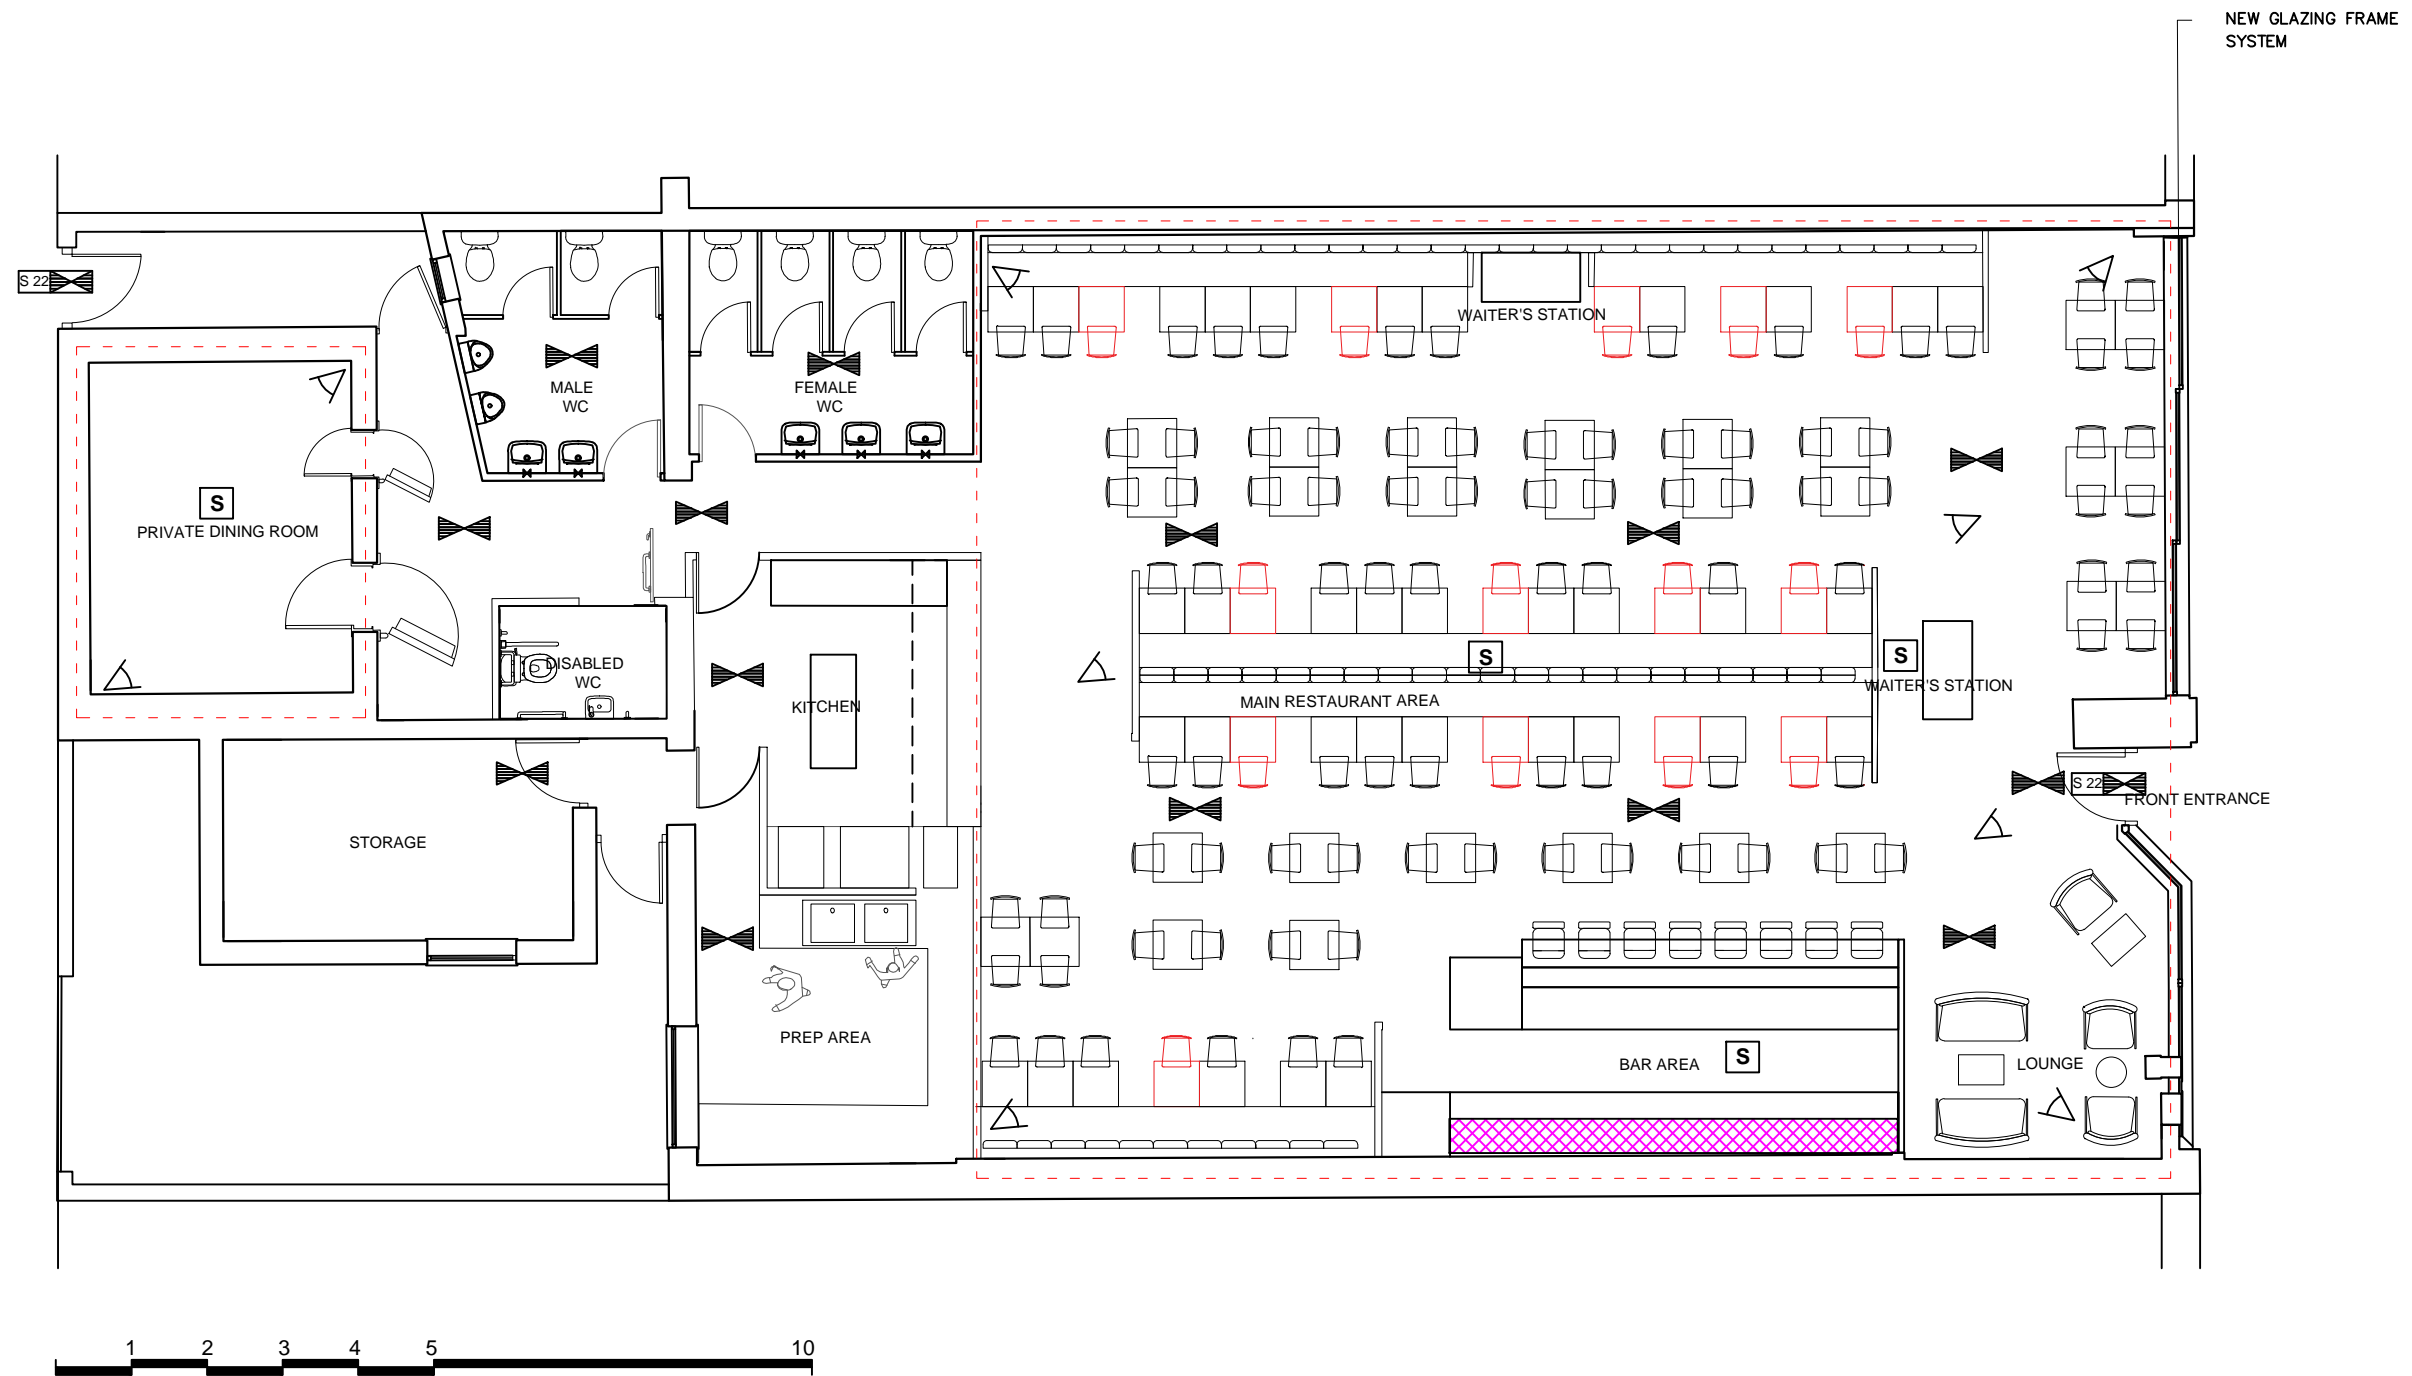 NEW GLAZING FRAME
SYSTEM
S 22
WAITER'S STATION
MALE
WC
FEMALE
WC
S
PRIVATE DINING ROOM
DISABLED
WC
S
S
WAITER'S STATION
MAIN RESTAURANT AREA
KITCHEN
S 22
FRONT ENTRANCE
STORAGE
PREP AREA
BAR AREA
S
LOUNGE
1 2 3 4 5 10